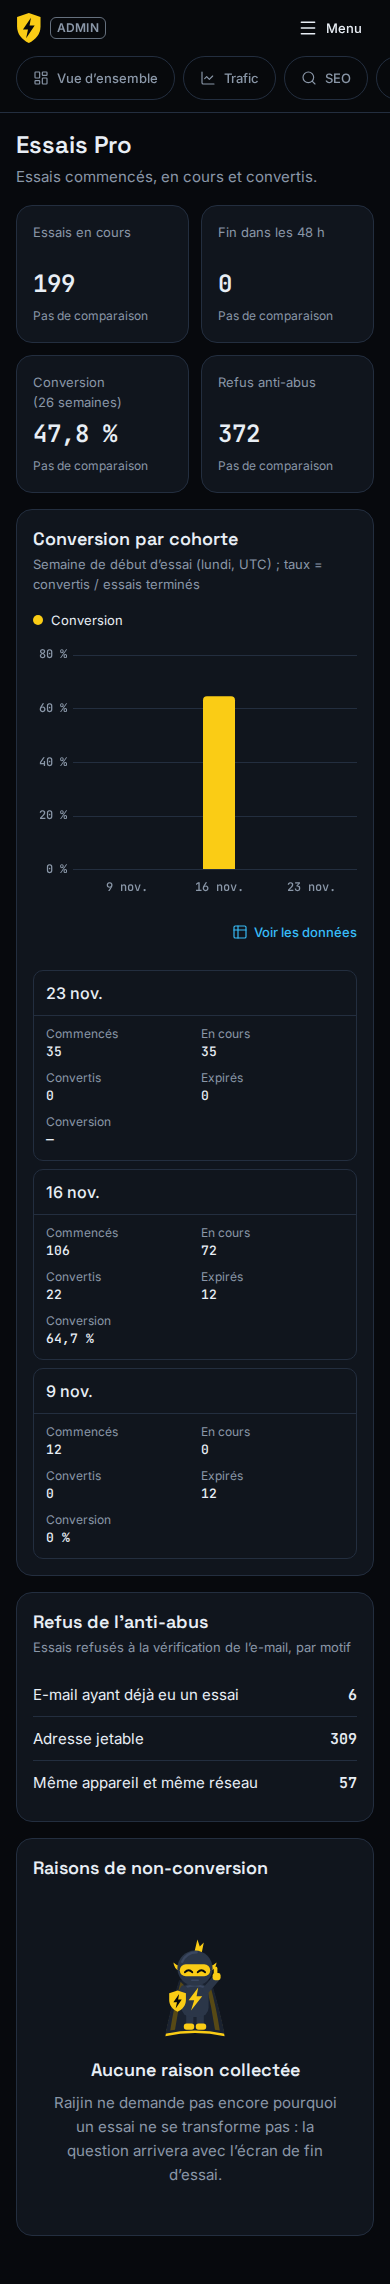 ADMIN
Menu
Vue d’ensemble
Trafic
SEO
Essais Pro
Essais commencés, en cours et convertis.
Essais en cours
199
Pas de comparaison
Fin dans les 48 h
0
Pas de comparaison
Conversion
(26 semaines)
47,8 %
Pas de comparaison
Refus anti-abus
372
Pas de comparaison
Conversion par cohorte
Semaine de début d’essai (lundi, UTC) ; taux =
convertis / essais terminés
Conversion
80 %
60 %
40 %
20 %
0 %
9 nov.
16 nov.
23 nov.
Voir les données
23 nov.
Commencés
En cours
35
35
Convertis
Expirés
0
0
Conversion
—
16 nov.
Commencés
En cours
106
72
Convertis
Expirés
22
12
Conversion
64,7 %
9 nov.
Commencés
En cours
12
0
Convertis
Expirés
0
12
Conversion
0 %
Refus de l’anti-abus
Essais refusés à la vérification de l’e-mail, par motif
E-mail ayant déjà eu un essai
6
Adresse jetable
309
Même appareil et même réseau
57
Raisons de non-conversion
Aucune raison collectée
Raijin ne demande pas encore pourquoi
un essai ne se transforme pas : la
question arrivera avec l’écran de fin
d’essai.